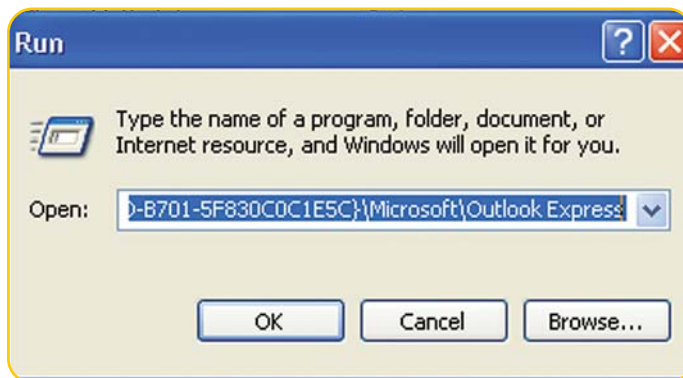 Run
Type the name of a program, folder, document, or
Internet resource, and Windows will open it for you.
Open: D-B701-5F830C0C1E5C}\Microsoft\Outlook Express
OK Cancel Browse...